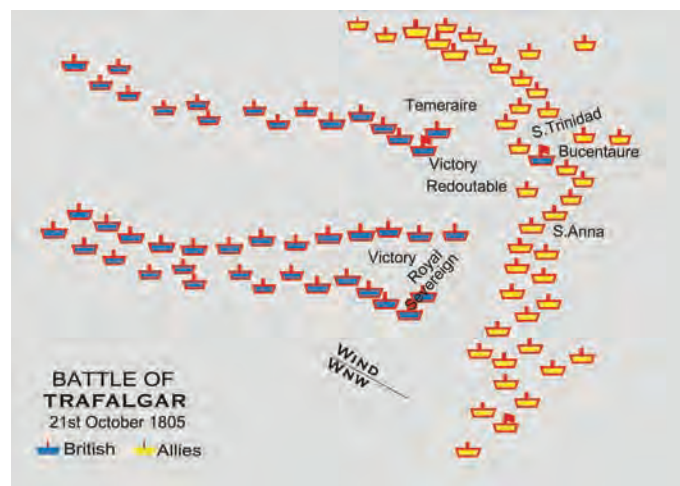 Temeraire
S.Trinidad
Bucentaure
Victory
Redoutable
S.Anna
Victory
Royal
Sovereign
WIND
WNW
BATTLE OF
TRAFALGAR
21st October 1805
British
Allies